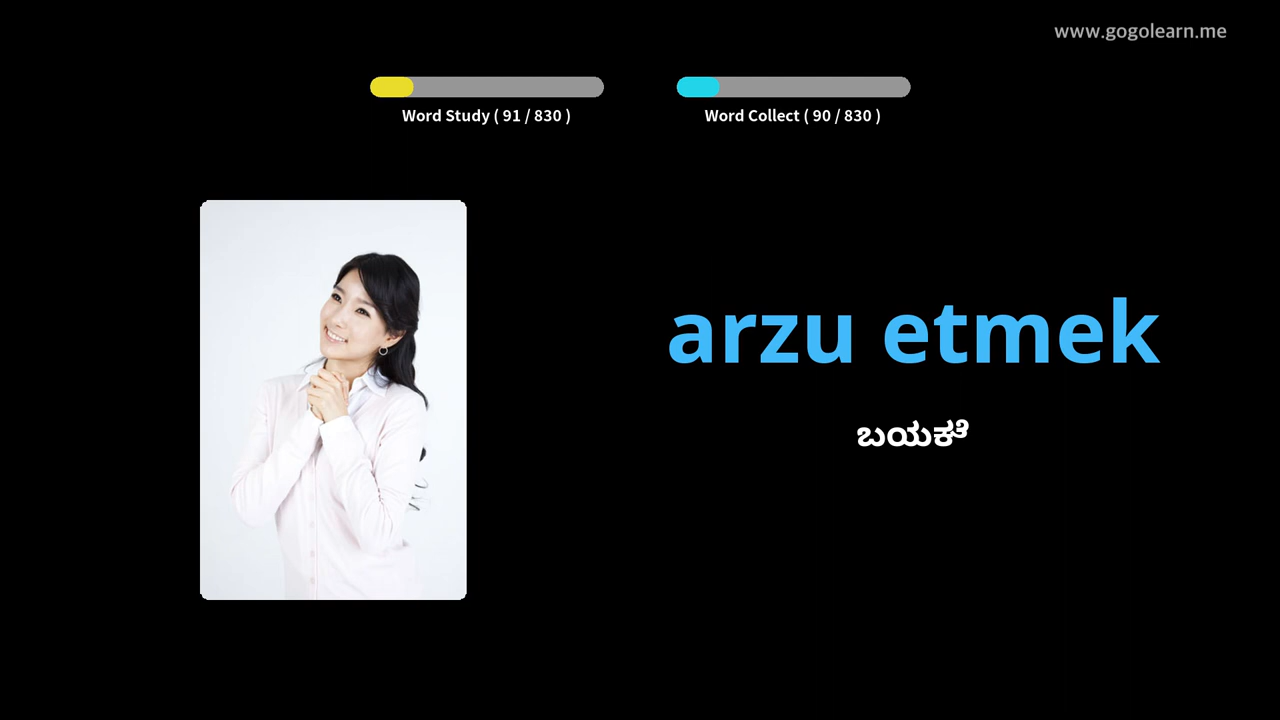 www.gogolearn.me
Word Study ( 91 / 830 )
Word Collect ( 90 / 830 )
arzu etmek
ಬಯಕೆ